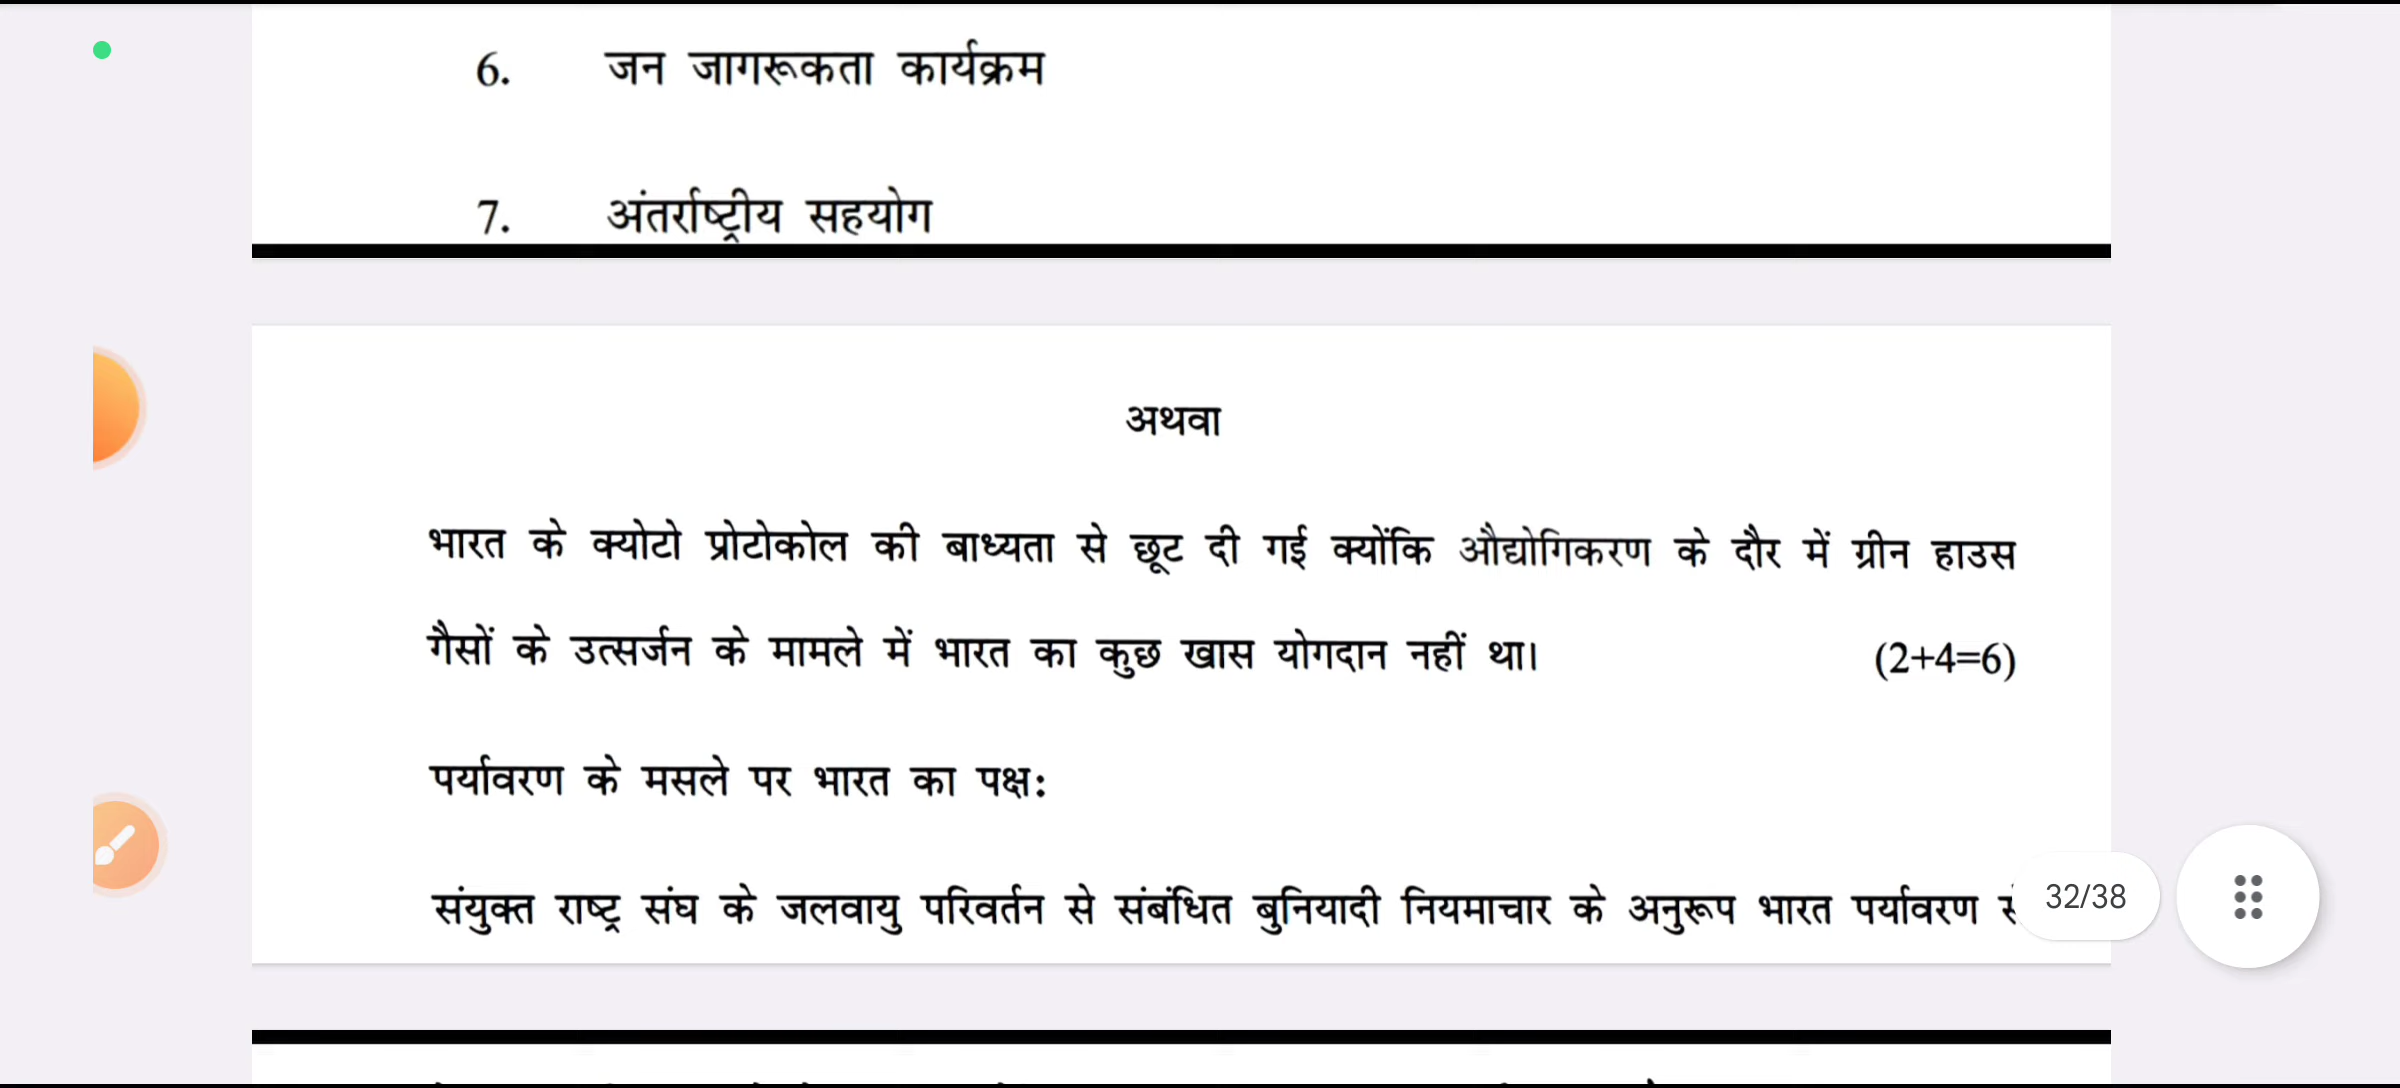 6. जन जागरूकता कार्यक्रम
7. अंतर्राष्ट्रीय सहयोग
अथवा
भारत के क्योटो प्रोटोकोल की बाध्यता से छूट दी गई क्योंकि औद्योगिकरण के दौर में ग्रीन हाउस
गैसों के उत्सर्जन के मामले में भारत का कुछ खास योगदान नहीं था। (2+4=6)
पर्यावरण के मसले पर भारत का पक्ष:
संयुक्त राष्ट्र संघ के जलवायु परिवर्तन से संबंधित बुनियादी नियमाचार के अनुरूप भारत पर्यावरण
32/38